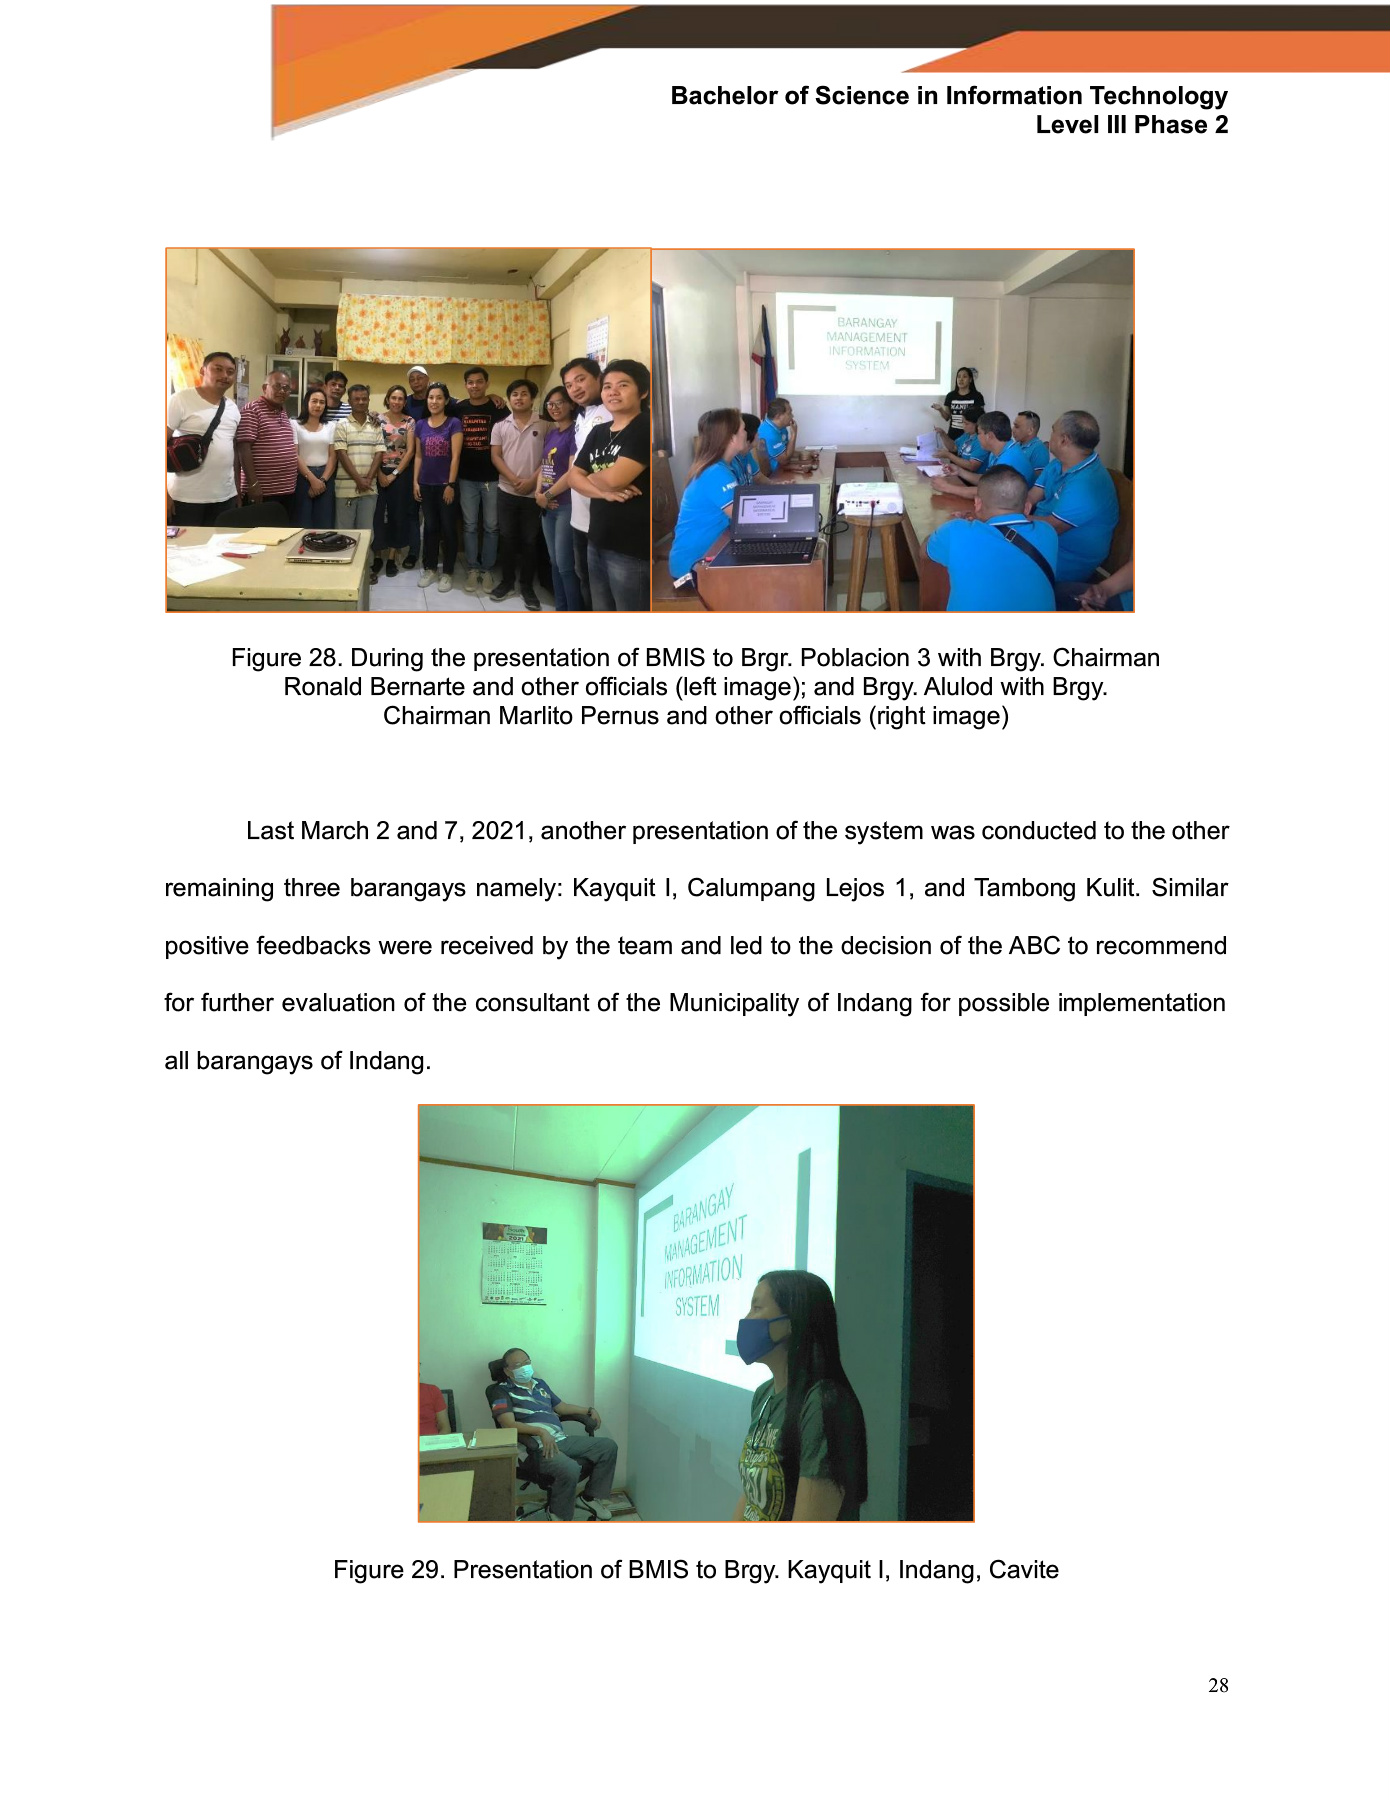 Bachelor of Science in Information Technology
Level III Phase 2
BARANGAY
MANAGEMENT
INFORMATION
SYSTEM
Figure 28. During the presentation of BMIS to Brgr. Poblacion 3 with Brgy. Chairman
Ronald Bernarte and other officials (left image); and Brgy. Alulod with Brgy.
Chairman Marlito Pernus and other officials (right image)
Last March 2 and 7, 2021, another presentation of the system was conducted to the other
remaining three barangays namely: Kayquit I, Calumpang Lejos 1, and Tambong Kulit. Similar
positive feedbacks were received by the team and led to the decision of the ABC to recommend
for further evaluation of the consultant of the Municipality of Indang for possible implementation
all barangays of Indang.
2021
BARANGAY
MANAGEMENT
INFORMATION
SYSTEM
Figure 29. Presentation of BMIS to Brgy. Kayquit I, Indang, Cavite
28